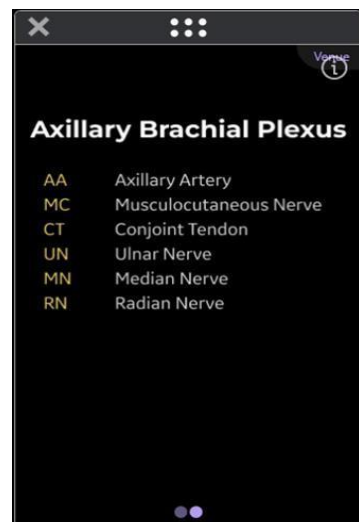 Venue
Axillary Brachial Plexus
AA Axillary Artery
MC Musculocutaneous Nerve
CT Conjoint Tendon
UN Ulnar Nerve
MN Median Nerve
RN Radian Nerve